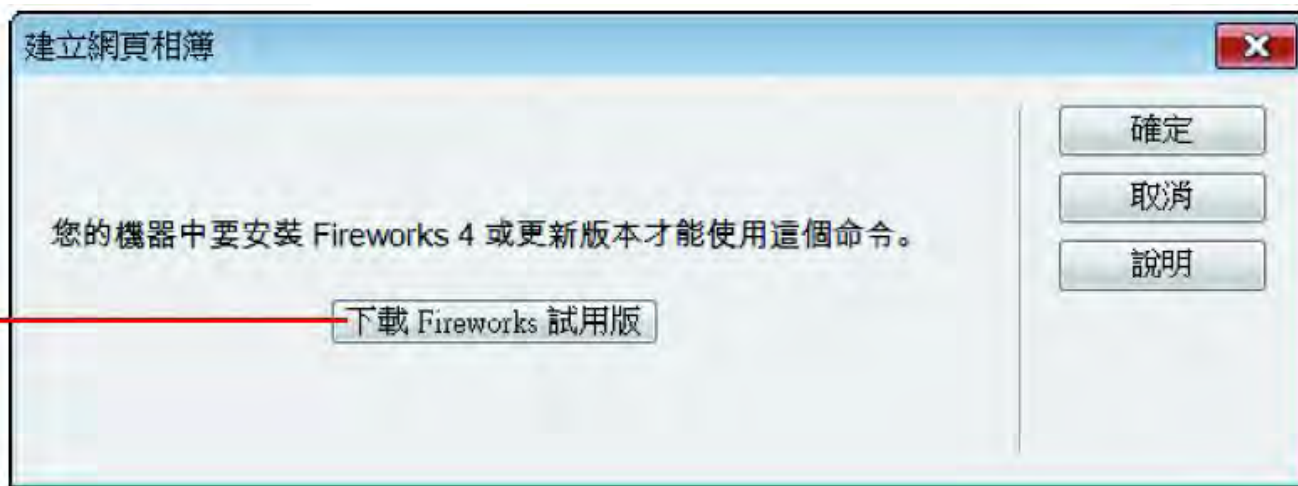 建立網頁相簿
確定
取消
說明
您的機器中要安裝 Fireworks 4 或更新版本才能使用這個命令。
下載 Fireworks 試用版